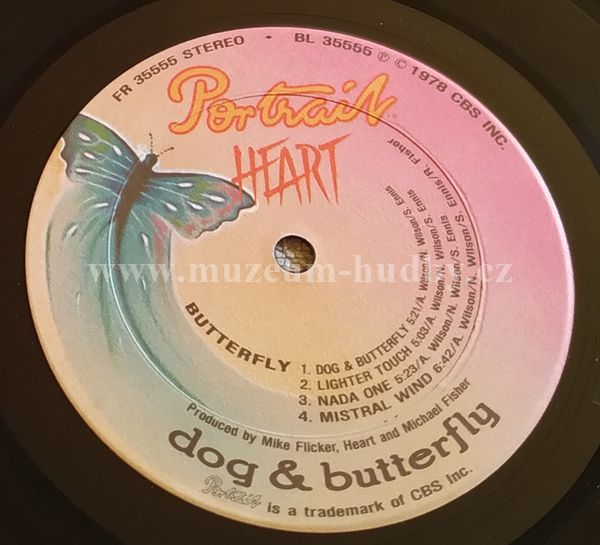 FR 35555 STEREO • BL 35555 ℗ © 1978 CBS INC.
Portrait
HEART
www.muzeum-hudby.cz
BUTTERFLY
1. DOG & BUTTERFLY 5:21/A. Wilson/N. Wilson/S. Ennis
2. LIGHTER TOUCH 5:03/A. Wilson/N. Wilson/S. Ennis
3. NADA ONE 5:23/A. Wilson/N. Wilson/S. Ennis
4. MISTRAL WIND 6:42/A. Wilson/N. Wilson/S. Ennis/R. Fisher
Produced by Mike Flicker, Heart and Michael Fisher
dog & butterfly
Portrait is a trademark of CBS Inc.